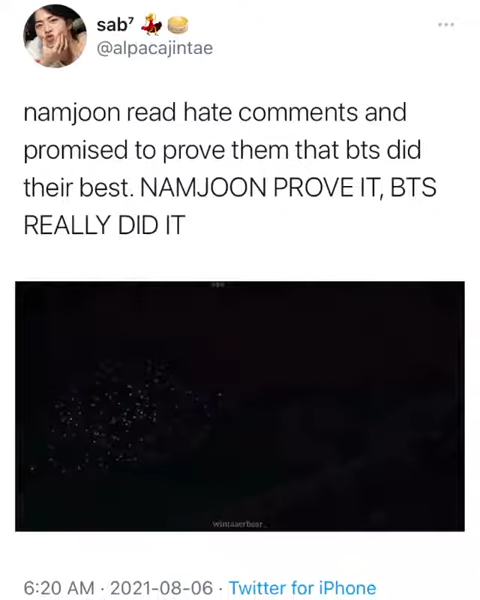 sab⁷ 💃🥞
@alpacajintae
namjoon read hate comments and
promised to prove them that bts did
their best. NAMJOON PROVE IT, BTS
REALLY DID IT
6:20 AM · 2021-08-06 · Twitter for iPhone